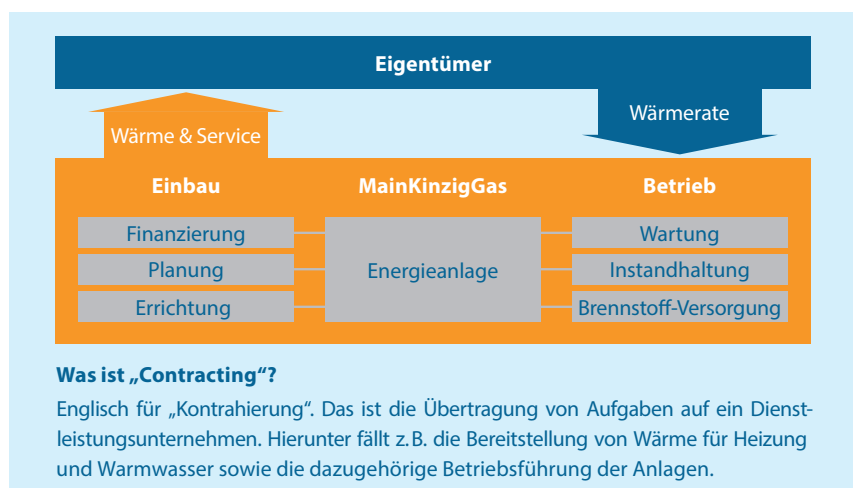 Eigentümer
Wärme & Service
Wärmerate
Einbau
MainKinzigGas
Betrieb
Finanzierung
Planung
Errichtung
Energieanlage
Wartung
Instandhaltung
Brennstoff-Versorgung
Was ist „Contracting“?
Englisch für „Kontrahierung“. Das ist die Übertragung von Aufgaben auf ein Dienst-
leistungsunternehmen. Hierunter fällt z. B. die Bereitstellung von Wärme für Heizung
und Warmwasser sowie die dazugehörige Betriebsführung der Anlagen.